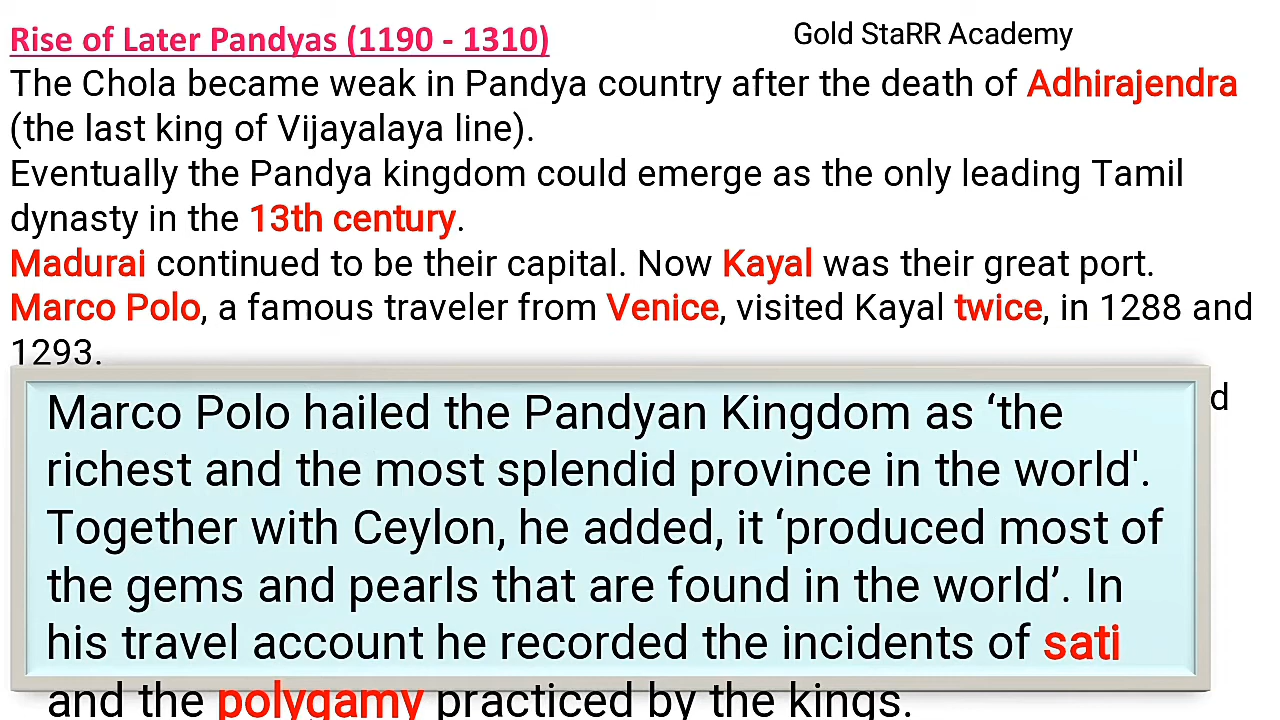 Rise of Later Pandyas (1190 - 1310)
Gold StaRR Academy
The Chola became weak in Pandya country after the death of Adhirajendra
(the last king of Vijayalaya line).
Eventually the Pandya kingdom could emerge as the only leading Tamil
dynasty in the 13th century.
Madurai continued to be their capital. Now Kayal was their great port.
Marco Polo, a famous traveler from Venice, visited Kayal twice, in 1288 and
1293.
Marco Polo hailed the Pandyan Kingdom as ‘the
richest and the most splendid province in the world'.
Together with Ceylon, he added, it ‘produced most of
the gems and pearls that are found in the world’. In
his travel account he recorded the incidents of sati
and the polygamy practiced by the kings.